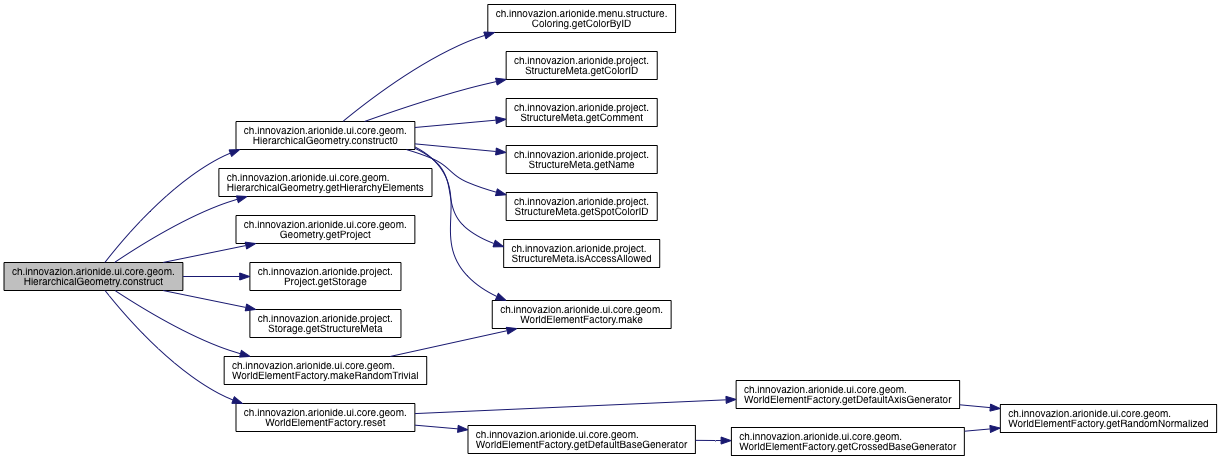 ch.innovazion.arionide.menu.structure.
Coloring.getColorByID
ch.innovazion.arionide.project.
StructureMeta.getColorID
ch.innovazion.arionide.project.
StructureMeta.getComment
ch.innovazion.arionide.ui.core.geom.
HierarchicalGeometry.construct0
ch.innovazion.arionide.project.
StructureMeta.getName
ch.innovazion.arionide.ui.core.geom.
HierarchicalGeometry.getHierarchyElements
ch.innovazion.arionide.project.
StructureMeta.getSpotColorID
ch.innovazion.arionide.ui.core.geom.
Geometry.getProject
ch.innovazion.arionide.project.
StructureMeta.isAccessAllowed
ch.innovazion.arionide.ui.core.geom.
HierarchicalGeometry.construct
ch.innovazion.arionide.project.
Project.getStorage
ch.innovazion.arionide.ui.core.geom.
WorldElementFactory.make
ch.innovazion.arionide.project.
Storage.getStructureMeta
ch.innovazion.arionide.ui.core.geom.
WorldElementFactory.makeRandomTrivial
ch.innovazion.arionide.ui.core.geom.
WorldElementFactory.getDefaultAxisGenerator
ch.innovazion.arionide.ui.core.geom.
WorldElementFactory.reset
ch.innovazion.arionide.ui.core.geom.
WorldElementFactory.getRandomNormalized
ch.innovazion.arionide.ui.core.geom.
WorldElementFactory.getDefaultBaseGenerator
ch.innovazion.arionide.ui.core.geom.
WorldElementFactory.getCrossedBaseGenerator